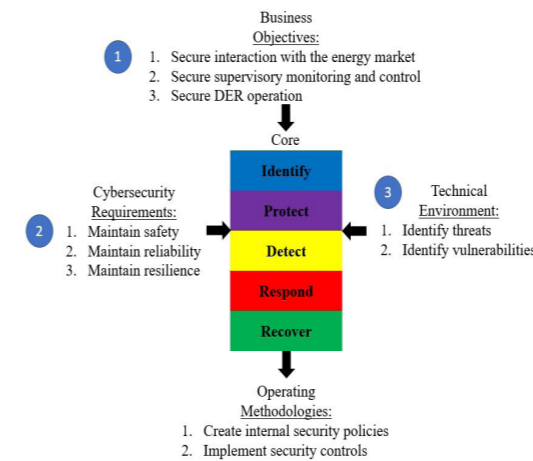 Business
Objectives:
1
1. Secure interaction with the energy market
2. Secure supervisory monitoring and control
3. Secure DER operation
Core
Identify
Protect
Detect
Respond
Recover
Cybersecurity
Requirements:
2
1. Maintain safety
2. Maintain reliability
3. Maintain resilience
3
Technical
Environment:
1. Identify threats
2. Identify vulnerabilities
Operating
Methodologies:
1. Create internal security policies
2. Implement security controls